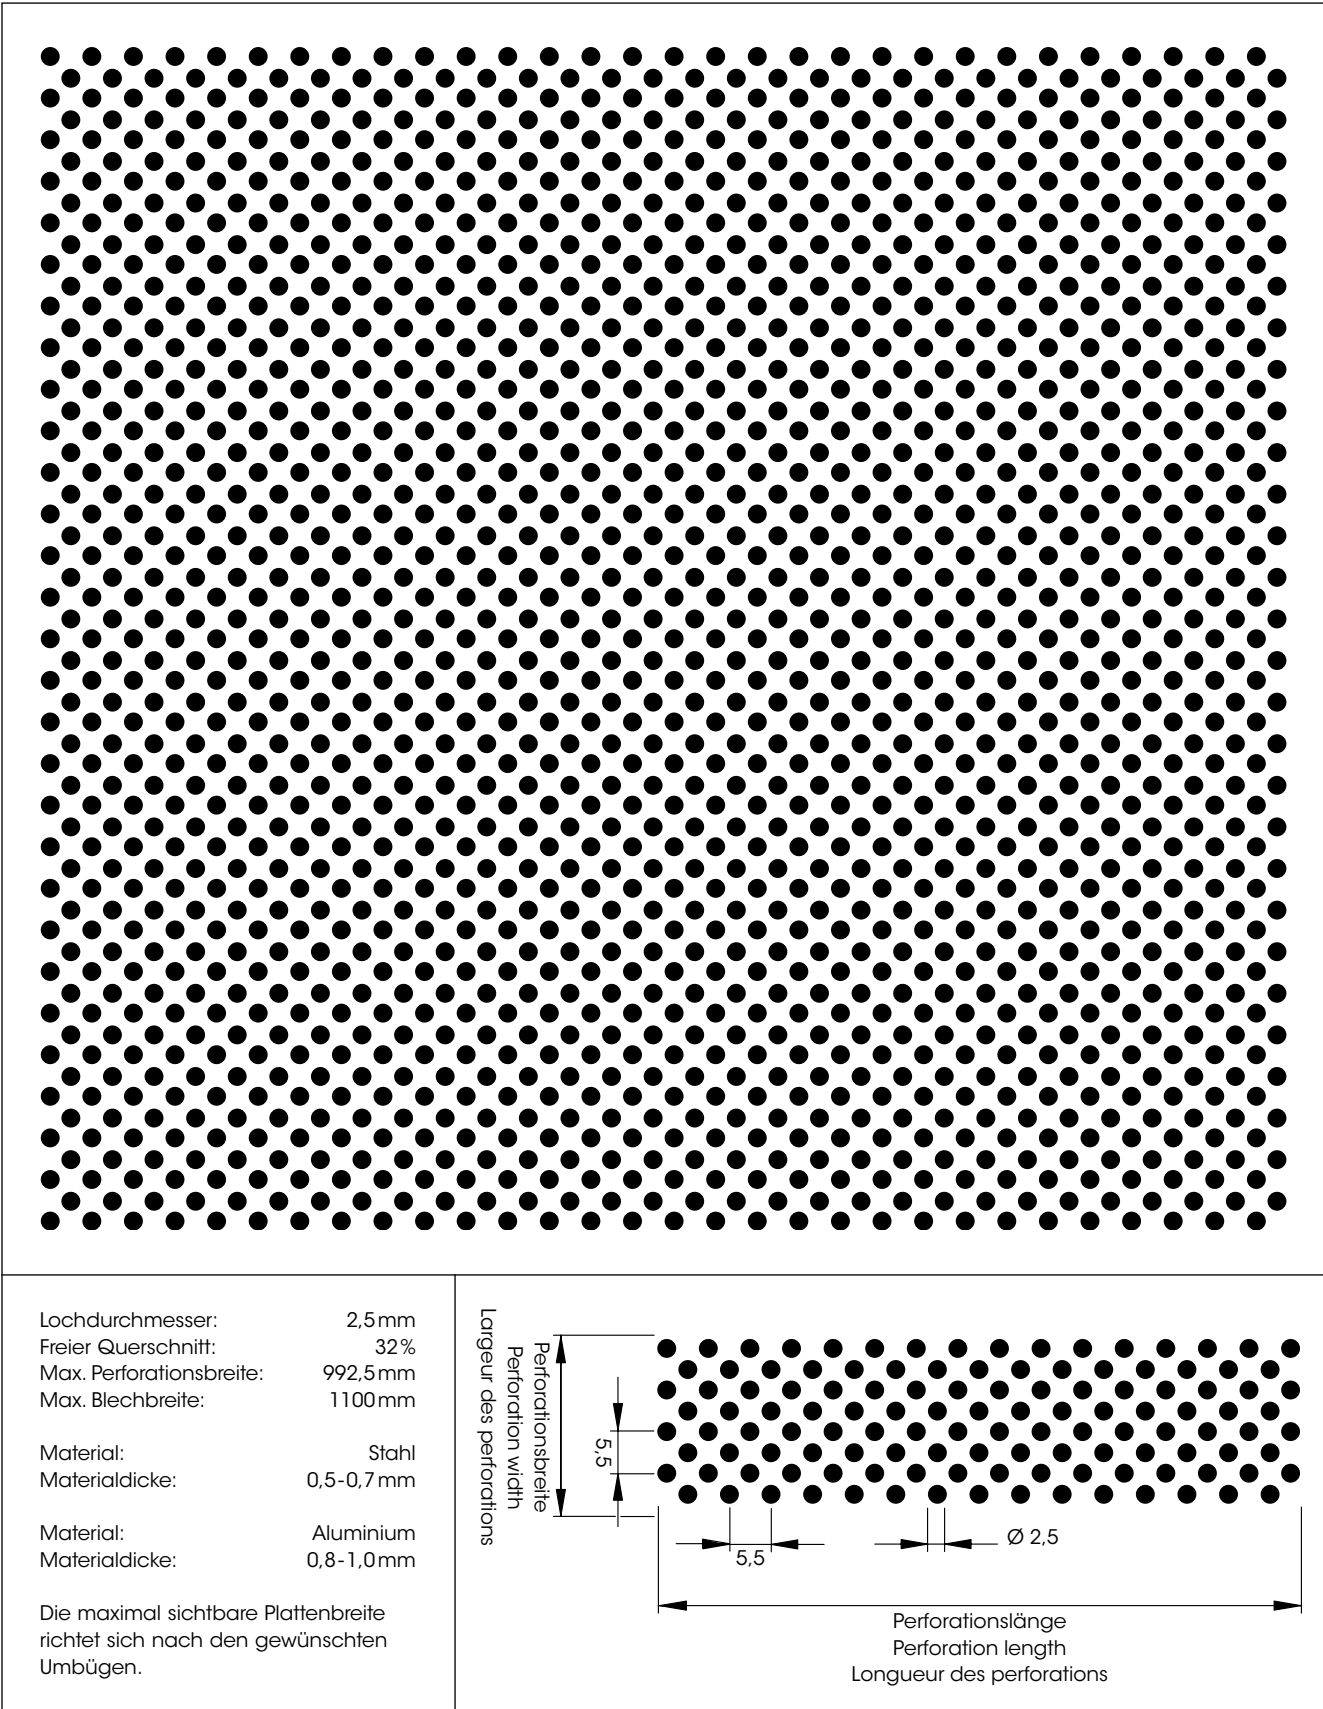 Lochdurchmesser: 2,5 mm
Freier Querschnitt: 32 %
Max. Perforationsbreite: 992,5 mm
Max. Blechbreite: 1100 mm
Material: Stahl
Materialdicke: 0,5 - 0,7 mm
Material: Aluminium
Materialdicke: 0,8 - 1,0 mm
Die maximal sichtbare Plattenbreite
richtet sich nach den gewünschten
Umbügen.
Perforationsbreite
Perforation width
Largeur des perforations
5,5
5,5
Ø 2,5
Perforationslänge
Perforation length
Longueur des perforations